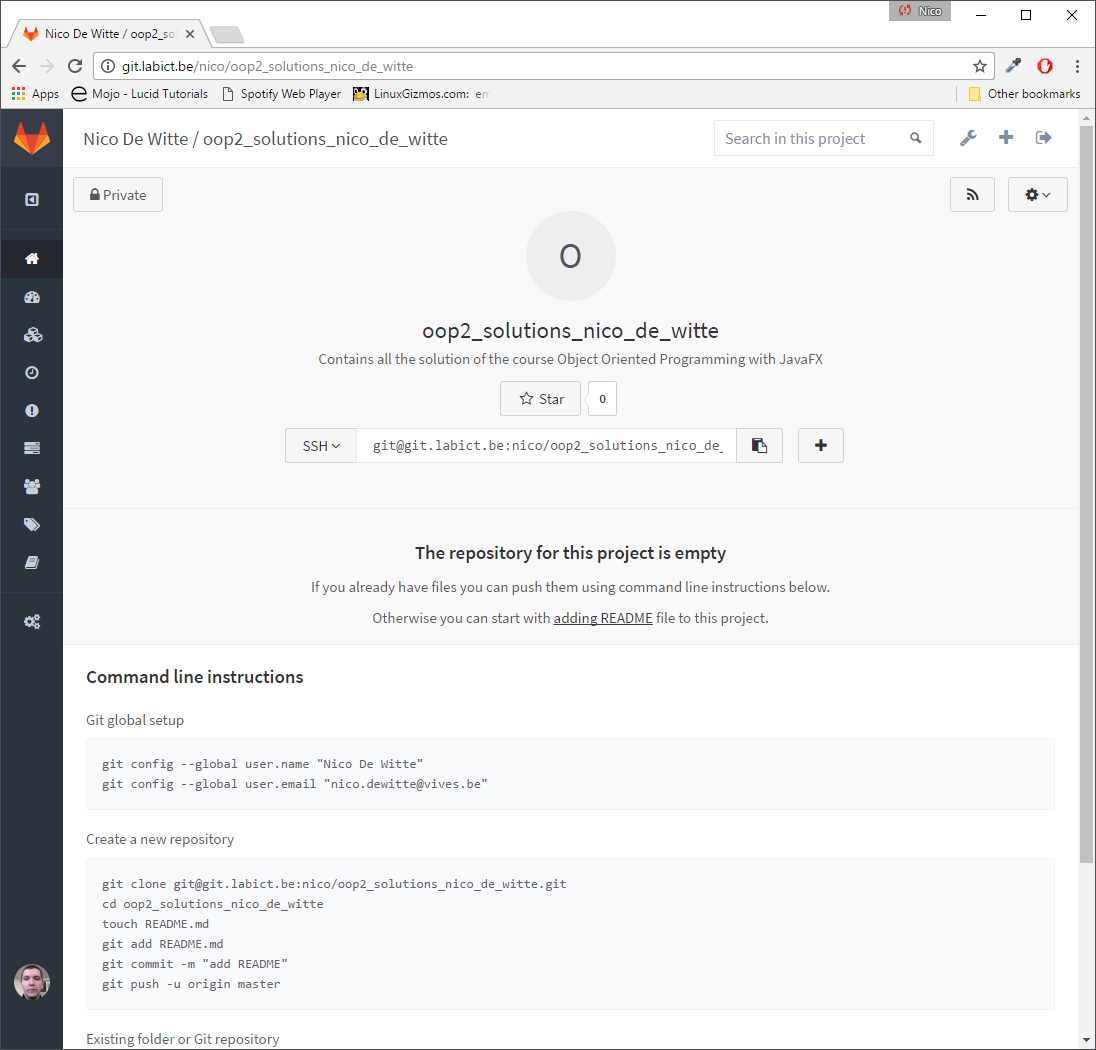 Nico
Nico De Witte / oop2_so
git.labict.be/nico/oop2_solutions_nico_de_witte
Apps
Mojo - Lucid Tutorials
Spotify Web Player
LinuxGizmos.com: em
Other bookmarks
Nico De Witte / oop2_solutions_nico_de_witte
Search in this project
Private
O
oop2_solutions_nico_de_witte
Contains all the solution of the course Object Oriented Programming with JavaFX
Star
0
SSH
git@git.labict.be:nico/oop2_solutions_nico_de_
The repository for this project is empty
If you already have files you can push them using command line instructions below.
Otherwise you can start with adding README file to this project.
Command line instructions
Git global setup
git config --global user.name "Nico De Witte"
git config --global user.email "nico.dewitte@vives.be"
Create a new repository
git clone git@git.labict.be:nico/oop2_solutions_nico_de_witte.git
cd oop2_solutions_nico_de_witte
touch README.md
git add README.md
git commit -m "add README"
git push -u origin master
Existing folder or Git repository